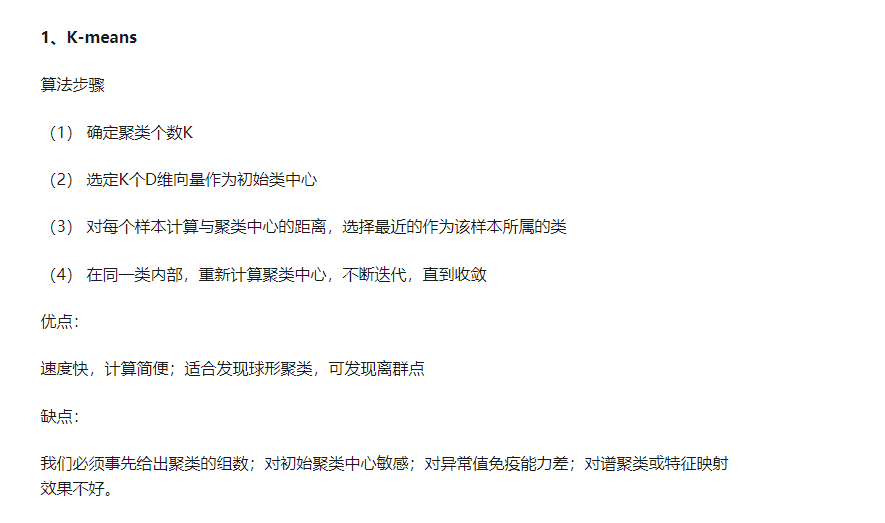 1、K-means
算法步骤
（1） 确定聚类个数K
（2） 选定K个D维向量作为初始类中心
（3） 对每个样本计算与聚类中心的距离，选择最近的作为该样本所属的类
（4） 在同一类内部，重新计算聚类中心，不断迭代，直到收敛
优点：
速度快，计算简便；适合发现球形聚类，可发现离群点
缺点：
我们必须事先给出聚类的组数；对初始聚类中心敏感；对异常值免疫能力差；对谱聚类或特征映射
效果不好。